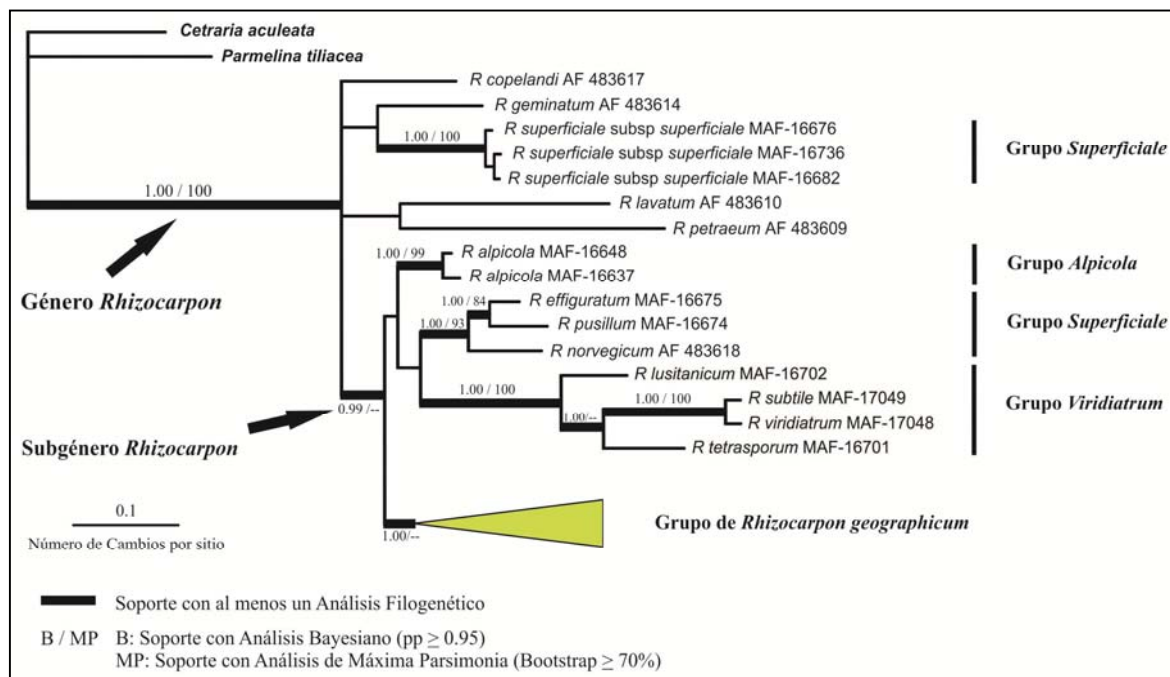 Cetraria aculeata
Parmelina tiliacea
R copelandi AF 483617
R geminatum AF 483614
1.00 / 100
R superficiale subsp superficiale MAF-16676
R superficiale subsp superficiale MAF-16736
R superficiale subsp superficiale MAF-16682
Grupo Superficiale
1.00 / 100
R lavatum AF 483610
R petraeum AF 483609
Género Rhizocarpon
1.00 / 99
R alpicola MAF-16648
R alpicola MAF-16637
Grupo Alpicola
1.00 / 84
R effiguratum MAF-16675
1.00 / 93
R pusillum MAF-16674
R norvegicum AF 483618
Grupo Superficiale
R lusitanicum MAF-16702
1.00 / 100
1.00 / 100
R subtile MAF-17049
1.00/--
R viridiatrum MAF-17048
R tetrasporum MAF-16701
Grupo Viridiatrum
0.99 /--
Subgénero Rhizocarpon
0.1
Número de Cambios por sitio
1.00/--
Grupo de Rhizocarpon geographicum
Soporte con al menos un Análisis Filogenético
B / MP B: Soporte con Análisis Bayesiano (pp ≥ 0.95)
MP: Soporte con Análisis de Máxima Parsimonia (Bootstrap ≥ 70%)